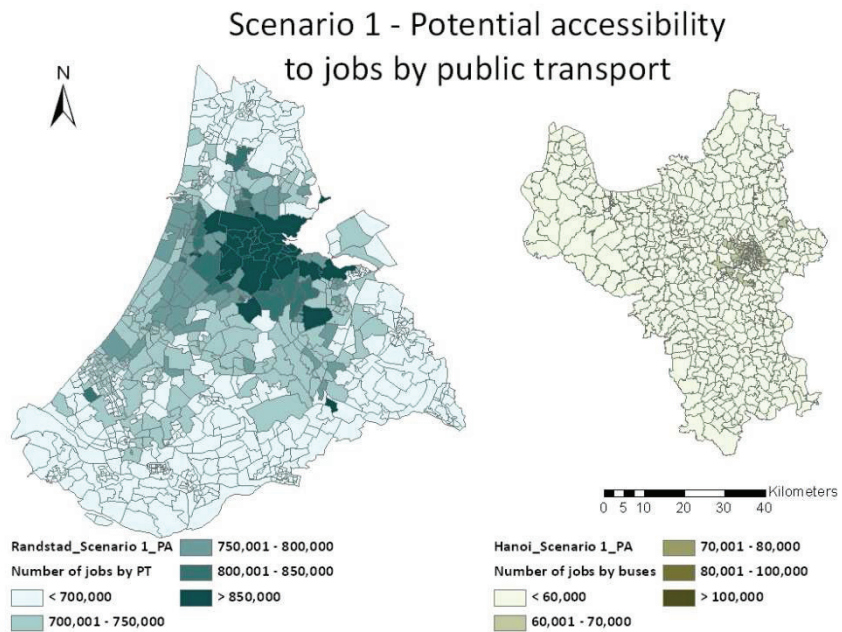 Scenario 1 - Potential accessibility
to jobs by public transport
N
Kilometers
0 5 10 20 30 40
Randstad_Scenario 1_PA
Number of jobs by PT
< 700,000
700,001 - 750,000
750,001 - 800,000
800,001 - 850,000
> 850,000
Hanoi_Scenario 1_PA
Number of jobs by buses
< 60,000
60,001 - 70,000
70,001 - 80,000
80,001 - 100,000
> 100,000